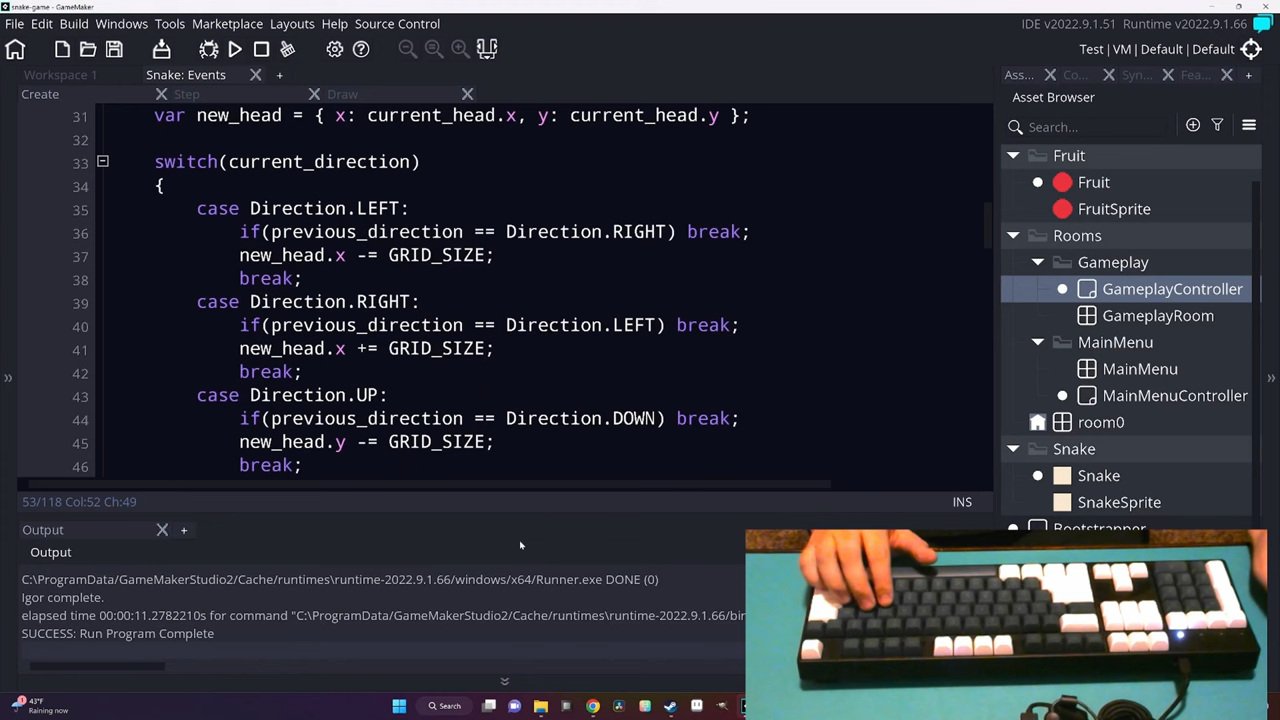 snake-game - GameMaker
File Edit Build Windows Tools Marketplace Layouts Help Source Control
IDE v2022.9.1.51 Runtime v2022.9.1.66
Test | VM | Default | Default
Workspace 1
Snake: Events
Create
Step
Draw
31 var new_head = { x: current_head.x, y: current_head.y };
32
33 switch(current_direction)
34 {
35 case Direction.LEFT:
36 if(previous_direction == Direction.RIGHT) break;
37 new_head.x -= GRID_SIZE;
38 break;
39 case Direction.RIGHT:
40 if(previous_direction == Direction.LEFT) break;
41 new_head.x += GRID_SIZE;
42 break;
43 case Direction.UP:
44 if(previous_direction == Direction.DOWN) break;
45 new_head.y -= GRID_SIZE;
46 break;
53/118 Col:52 Ch:49
INS
Output
Output
C:\ProgramData/GameMakerStudio2/Cache/runtimes\runtime-2022.9.1.66/windows/x64/Runner.exe DONE (0)
Igor complete.
elapsed time 00:00:11.2782210s for command "C:\ProgramData/GameMakerStudio2/Cache/runtimes\runtime-2022.9.1.66/bin
SUCCESS: Run Program Complete
Ass... Co... Syn... Fea...
Asset Browser
Search...
Fruit
Fruit
FruitSprite
Rooms
Gameplay
GameplayController
GameplayRoom
MainMenu
MainMenu
MainMenuController
room0
Snake
Snake
SnakeSprite
Bootstrapper
43°F
Raining now
Search